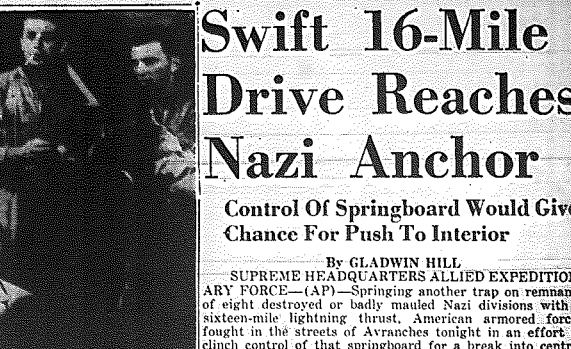 Swift 16-Mile
Drive Reaches
Nazi Anchor
Control Of Springboard Would Give
Chance For Push To Interior
By GLADWIN HILL
SUPREME HEADQUARTERS ALLIED EXPEDITION
ARY FORCE—(AP)—Springing another trap on remnan
of eight destroyed or badly mauled Nazi divisions with
sixteen-mile lightning thrust, American armored forc
fought in the streets of Avranches tonight in an effort
clinch control of that springboard for a break into centr